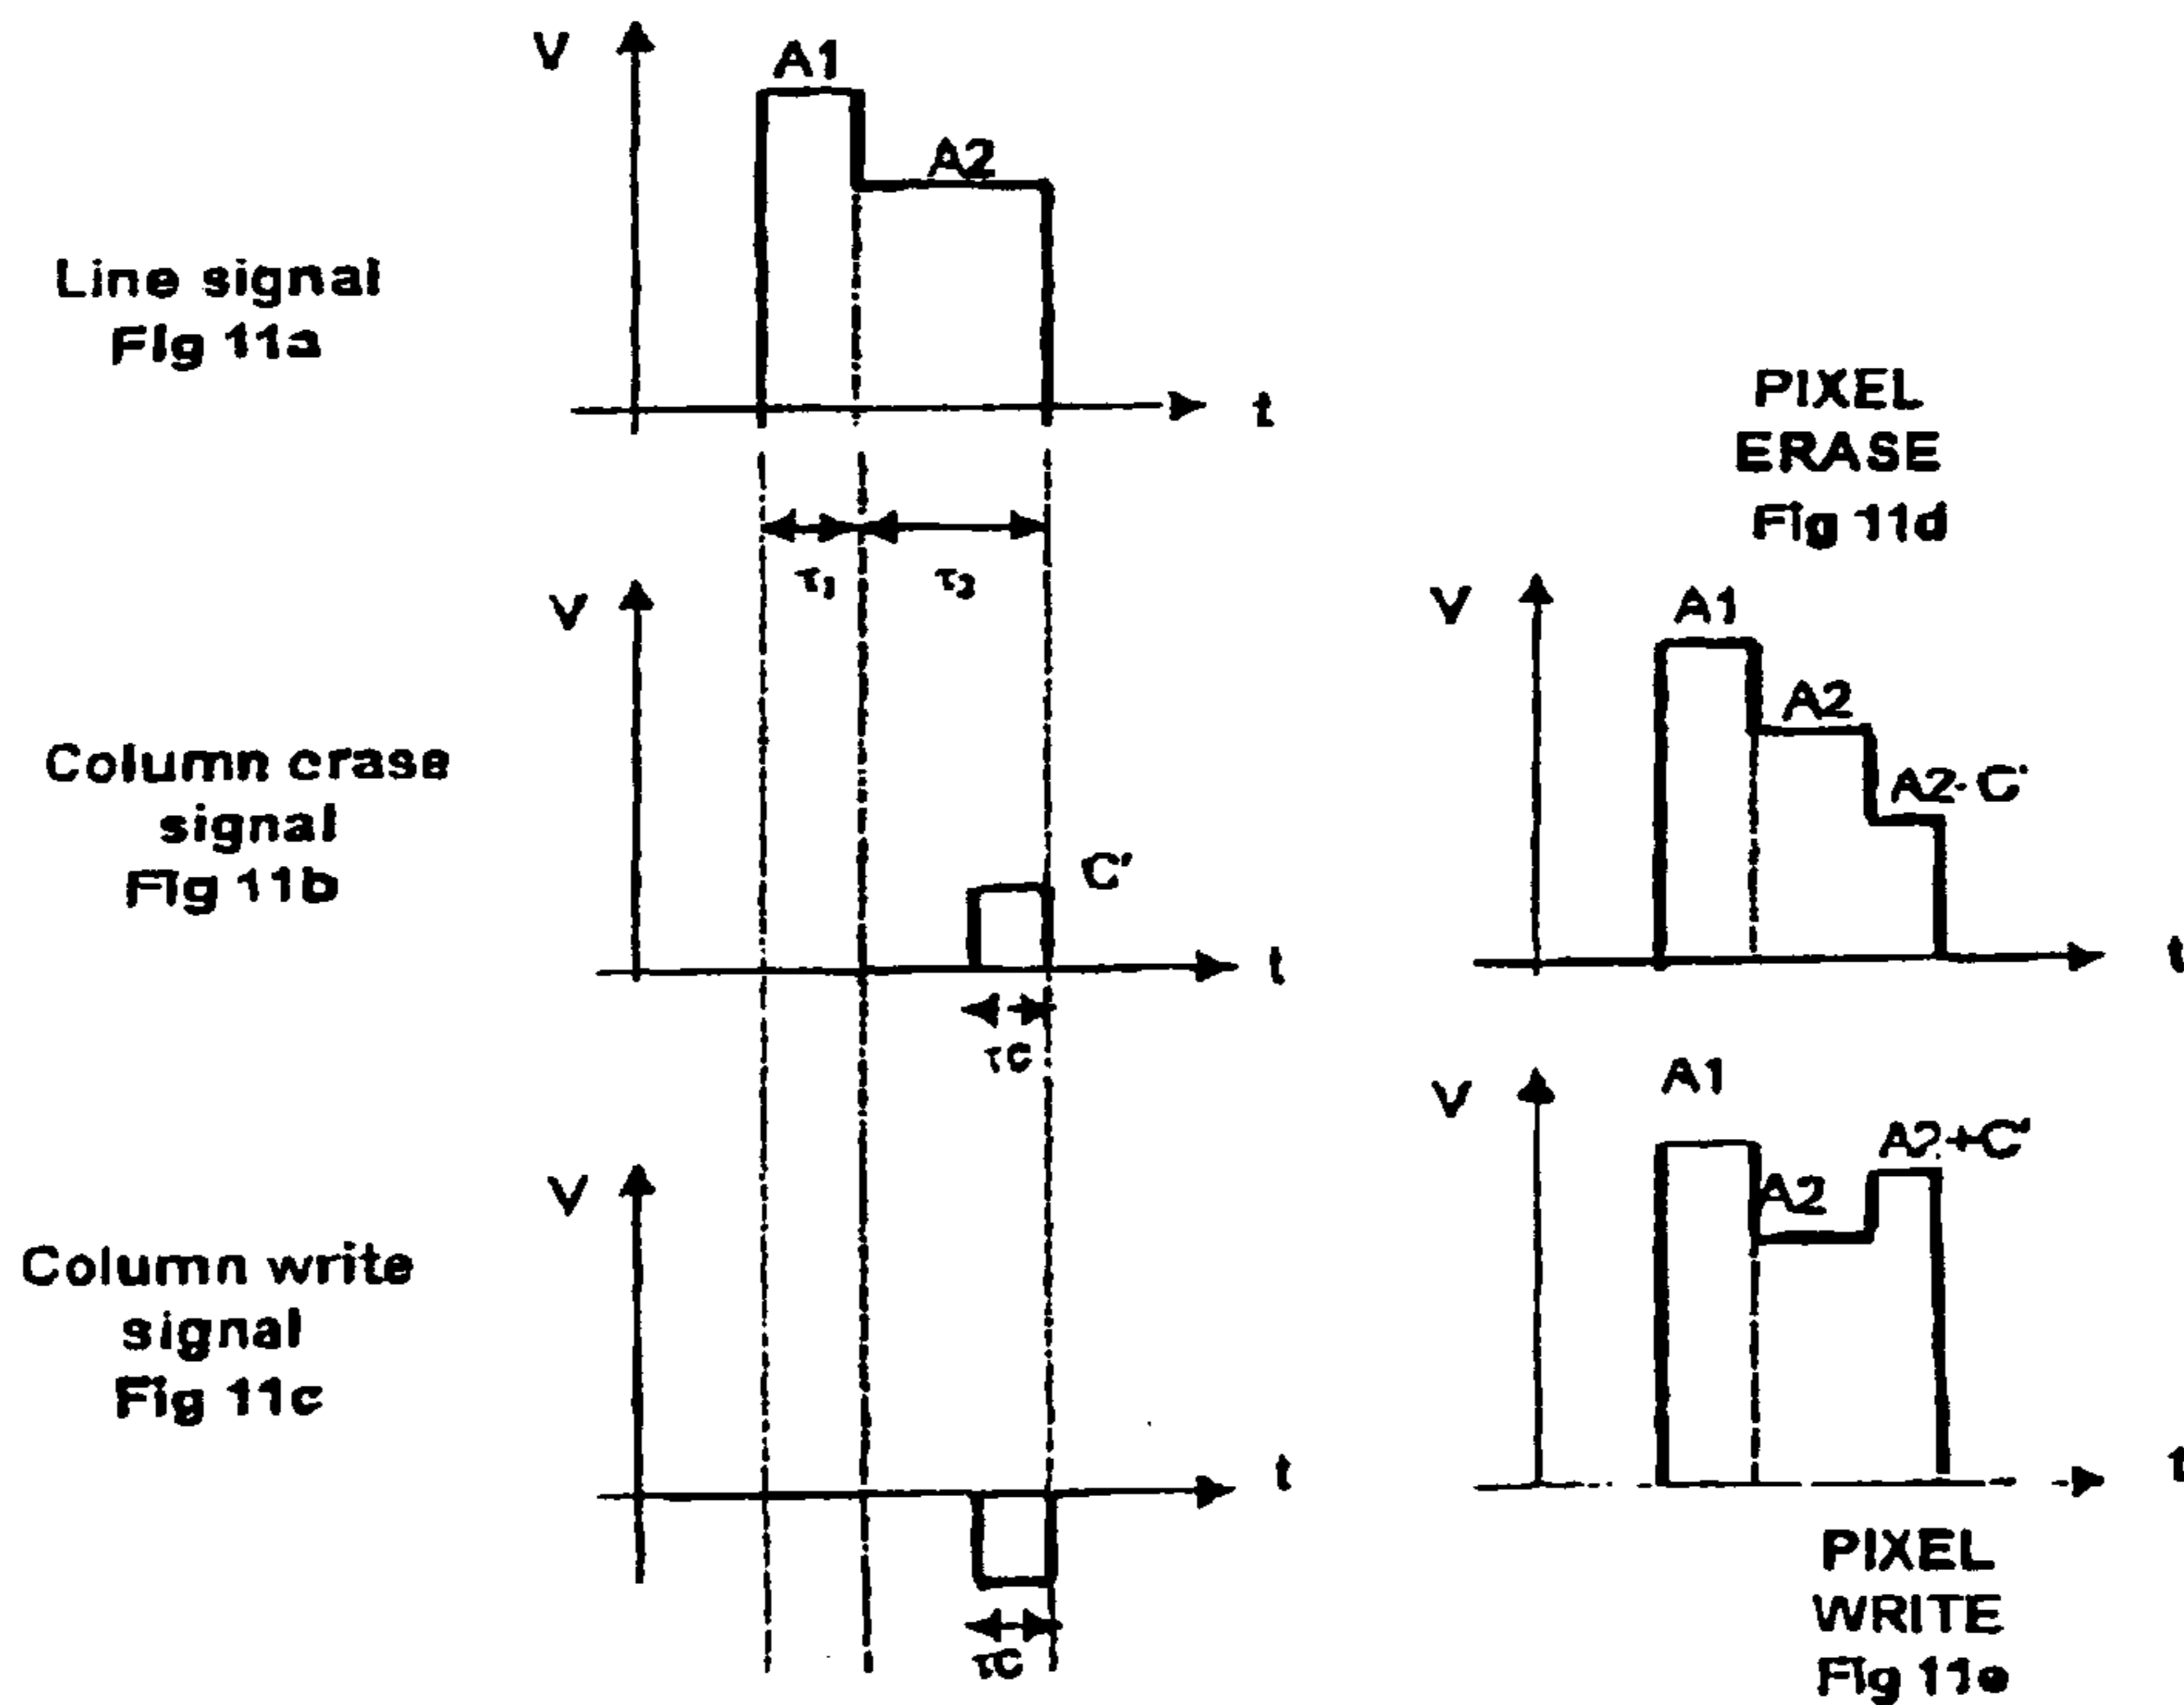 V
A1
A2
Line signal
Fig 11a
t
τ1
τ2
V
Column erase
signal
Fig 11b
C'
t
τc
V
Column write
signal
Fig 11c
t
τc
PIXEL
ERASE
Fig 11d
V
A1
A2
A2-C'
t
V
A1
A2
A2+C'
t
PIXEL
WRITE
Fig 11e